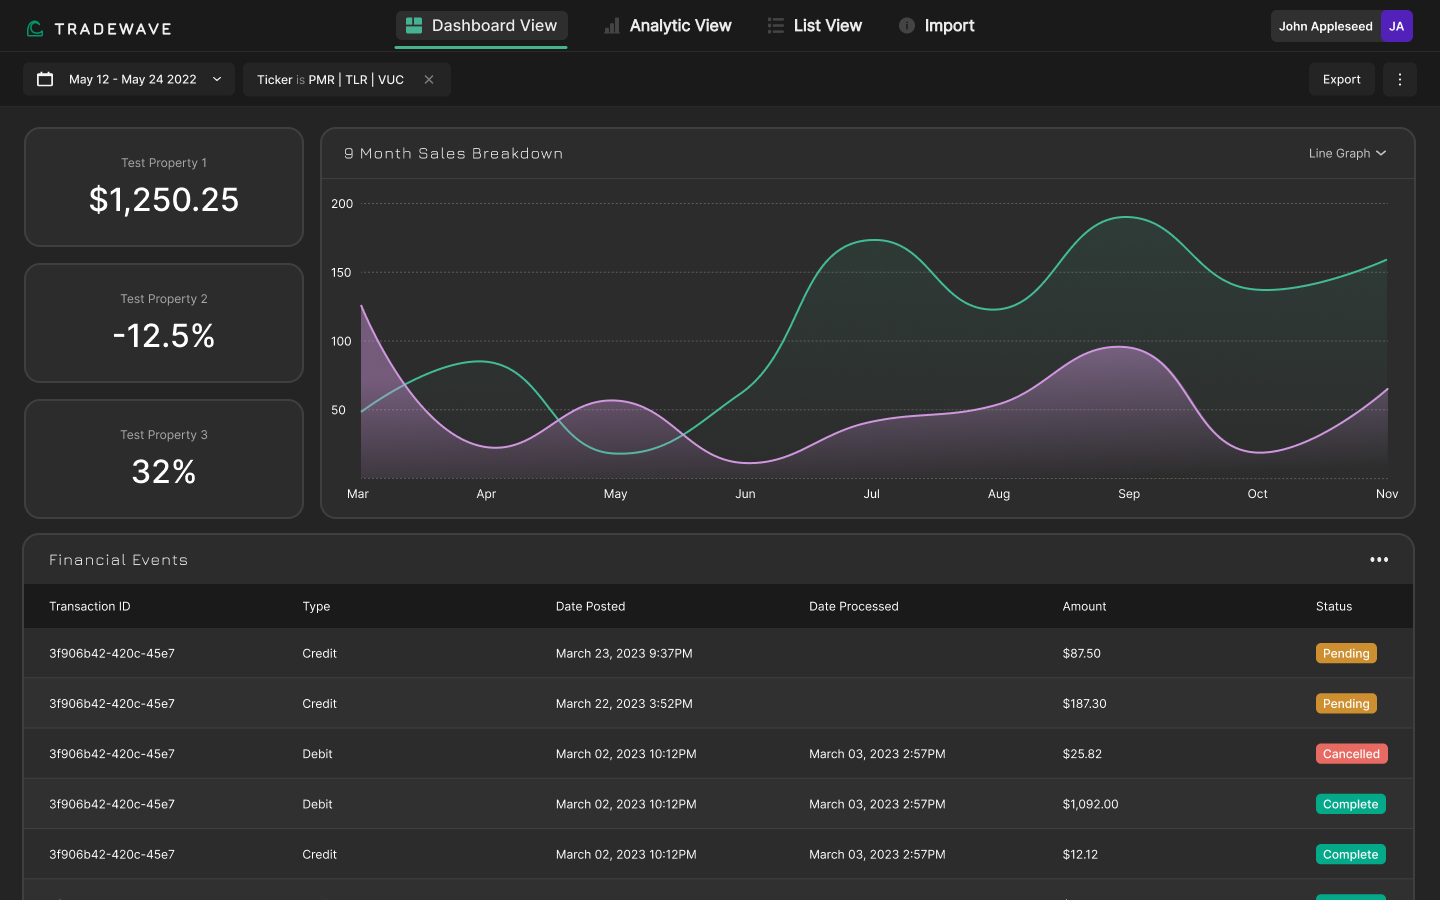 TRADEWAVE
Dashboard View
Analytic View
List View
Import
John Appleseed
JA
May 12 - May 24 2022
Ticker is PMR | TLR | VUC
Export
Test Property 1
$1,250.25
Test Property 2
-12.5%
Test Property 3
32%
9 Month Sales Breakdown
Line Graph
200
150
100
50
Mar Apr May Jun Jul Aug Sep Oct Nov
Financial Events
Transaction ID Type Date Posted Date Processed Amount Status
3f906b42-420c-45e7 Credit March 23, 2023 9:37PM $87.50 Pending
3f906b42-420c-45e7 Credit March 22, 2023 3:52PM $187.30 Pending
3f906b42-420c-45e7 Debit March 02, 2023 10:12PM March 03, 2023 2:57PM $25.82 Cancelled
3f906b42-420c-45e7 Debit March 02, 2023 10:12PM March 03, 2023 2:57PM $1,092.00 Complete
3f906b42-420c-45e7 Credit March 02, 2023 10:12PM March 03, 2023 2:57PM $12.12 Complete